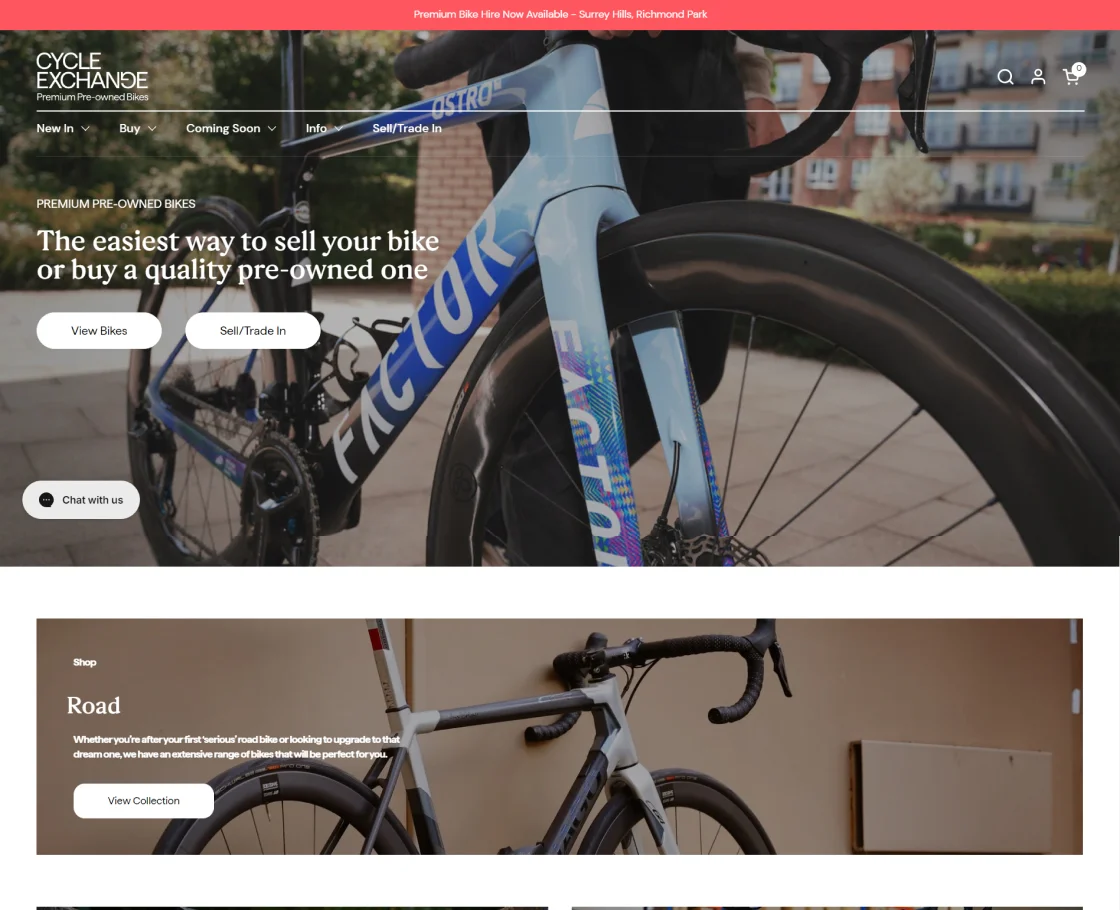 Premium Bike Hire Now Available - Surrey Hills, Richmond Park
CYCLE
EXCHANGE
Premium Pre-owned Bikes
0
New In
Buy
Coming Soon
Info
Sell/Trade In
OSTRO
PREMIUM PRE-OWNED BIKES
The easiest way to sell your bike
or buy a quality pre-owned one
View Bikes
Sell/Trade In
FACTOR
FACTOR
Chat with us
Shop
Road
Whether you're after your first 'serious' road bike or looking to upgrade to that
dream one, we have an extensive range of bikes that will be perfect for you.
View Collection